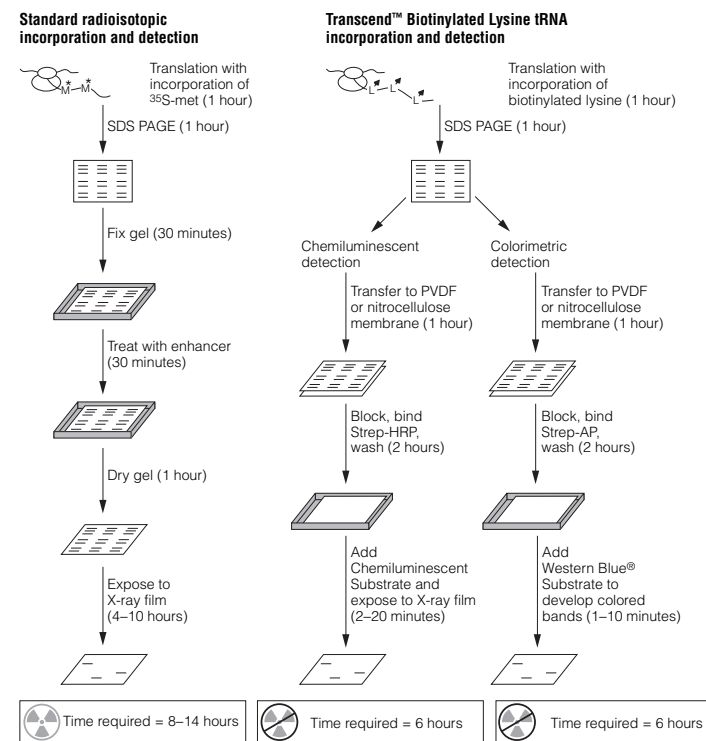 Standard radioisotopic
incorporation and detection
M* M*
Translation with
incorporation of
³⁵S-met (1 hour)
SDS PAGE (1 hour)
Fix gel (30 minutes)
Treat with enhancer
(30 minutes)
Dry gel (1 hour)
Expose to
X-ray film
(4–10 hours)
Time required = 8–14 hours
Transcend™ Biotinylated Lysine tRNA
incorporation and detection
L L L
Translation with
incorporation of
biotinylated lysine (1 hour)
SDS PAGE (1 hour)
Chemiluminescent
detection
Transfer to PVDF
or nitrocellulose
membrane (1 hour)
Block, bind
Strep-HRP,
wash (2 hours)
Add
Chemiluminescent
Substrate and
expose to X-ray film
(2–20 minutes)
Time required = 6 hours
Colorimetric
detection
Transfer to PVDF
or nitrocellulose
membrane (1 hour)
Block, bind
Strep-AP,
wash (2 hours)
Add
Western Blue®
Substrate to
develop colored
bands (1–10 minutes)
Time required = 6 hours